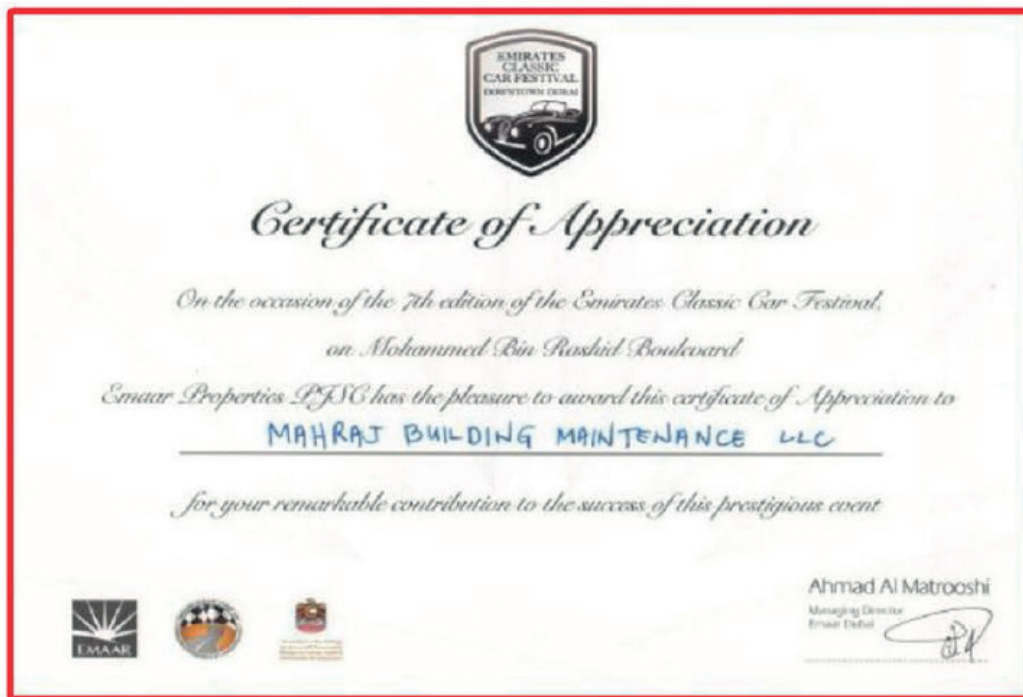 EMIRATES
CLASSIC
CAR FESTIVAL
DOWNTOWN DUBAI
Certificate of Appreciation
On the occasion of the 7th edition of the Emirates Classic Car Festival,
on Mohammed Bin Rashid Boulevard
Emaar Properties PJSC has the pleasure to award this certificate of Appreciation to
MAHRAJ BUILDING MAINTENANCE LLC
for your remarkable contribution to the success of this prestigious event
Ahmad Al Matrooshi
Managing Director
Emaar Dubai
EMAAR